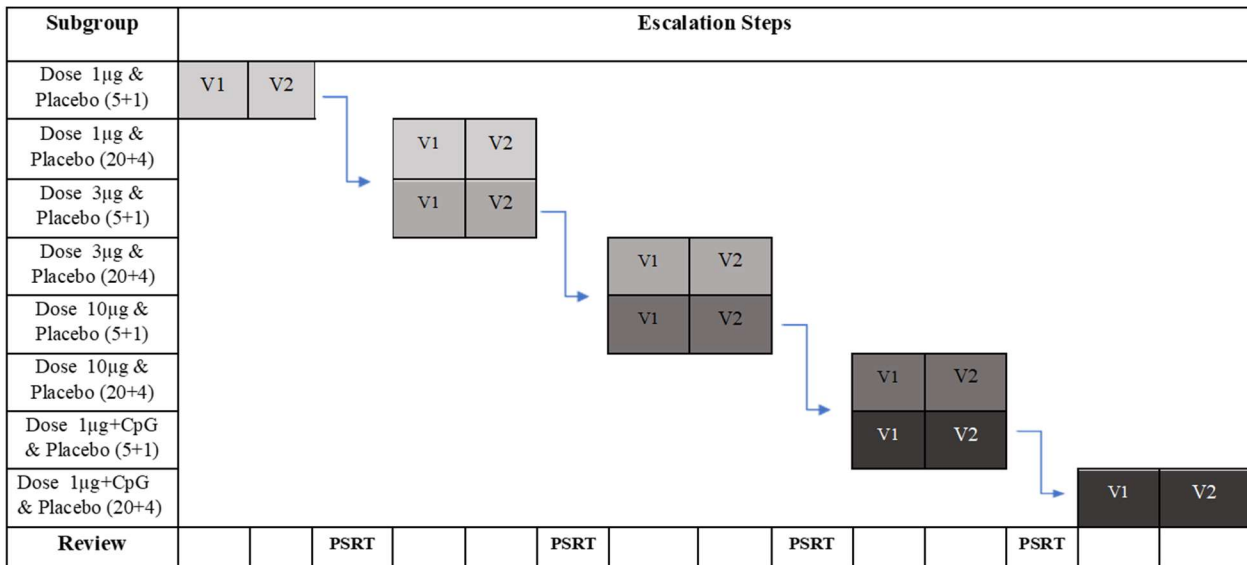 Subgroup Escalation Steps
Dose 1µg &
Placebo (5+1)
V1 V2
Dose 1µg &
Placebo (20+4)
V1 V2
Dose 3µg &
Placebo (5+1)
V1 V2
Dose 3µg &
Placebo (20+4)
V1 V2
Dose 10µg &
Placebo (5+1)
V1 V2
Dose 10µg &
Placebo (20+4)
V1 V2
Dose 1µg+CpG
& Placebo (5+1)
V1 V2
Dose 1µg+CpG
& Placebo (20+4)
V1 V2
Review PSRT PSRT PSRT PSRT